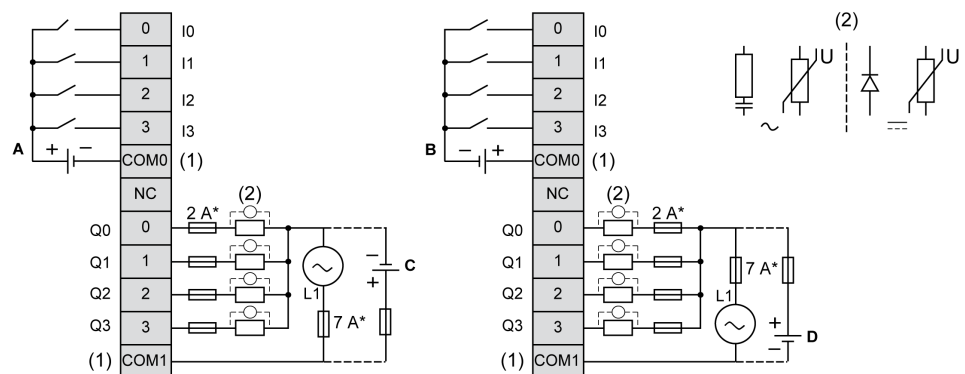 0 I0
1 I1
2 I2
3 I3
A + −
COM0 (1)
NC
(2)
2 A*
Q0 0
Q1 1
Q2 2
Q3 3
L1
7 A*
− C
+
(1) COM1
0 I0
1 I1
2 I2
3 I3
B − +
COM0 (1)
NC
(2)
2 A*
Q0 0
Q1 1
Q2 2
Q3 3
7 A*
L1
+ D
−
(1) COM1
(2)
U U